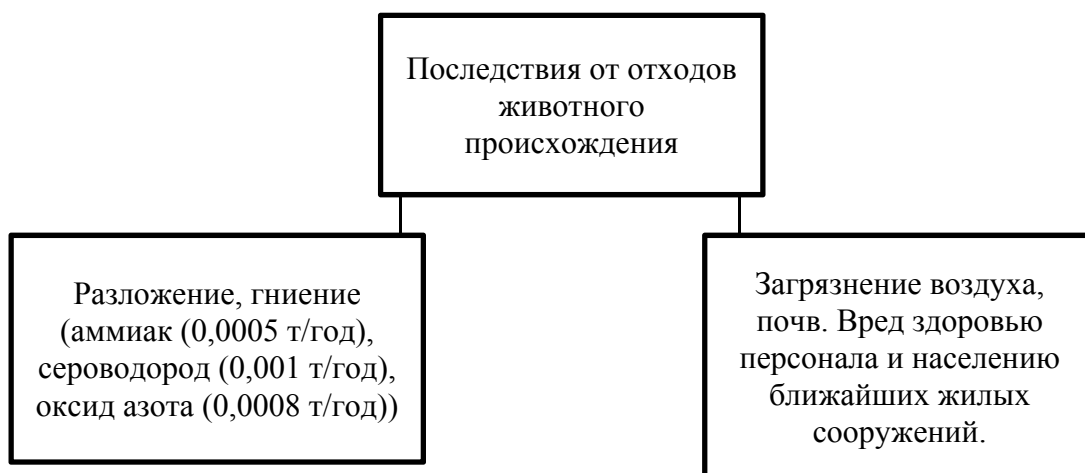 Последствия от отходов
животного
происхождения
Разложение, гниение
(аммиак (0,0005 т/год),
сероводород (0,001 т/год),
оксид азота (0,0008 т/год))
Загрязнение воздуха,
почв. Вред здоровью
персонала и населению
ближайших жилых
сооружений.